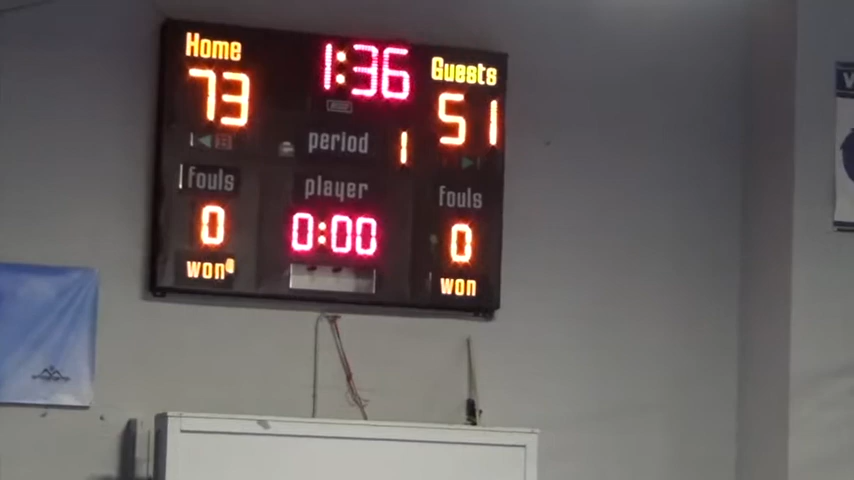 Home 1:36 Guests
73 51
period 1
fouls player fouls
0 0:00 0
won won